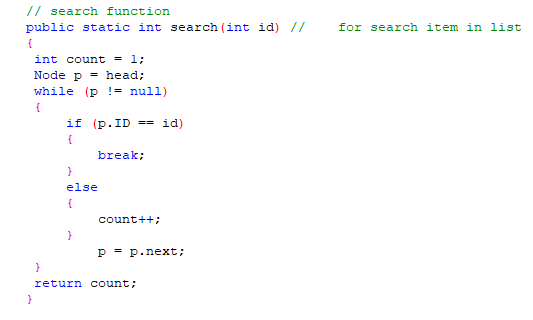 // search function
public static int search(int id) //    for search item in list
{
 int count = 1;
 Node p = head;
 while (p != null)
 {
     if (p.ID == id)
     {
         break;
     }
     else
     {
         count++;
     }
         p = p.next;
 }
 return count;
}